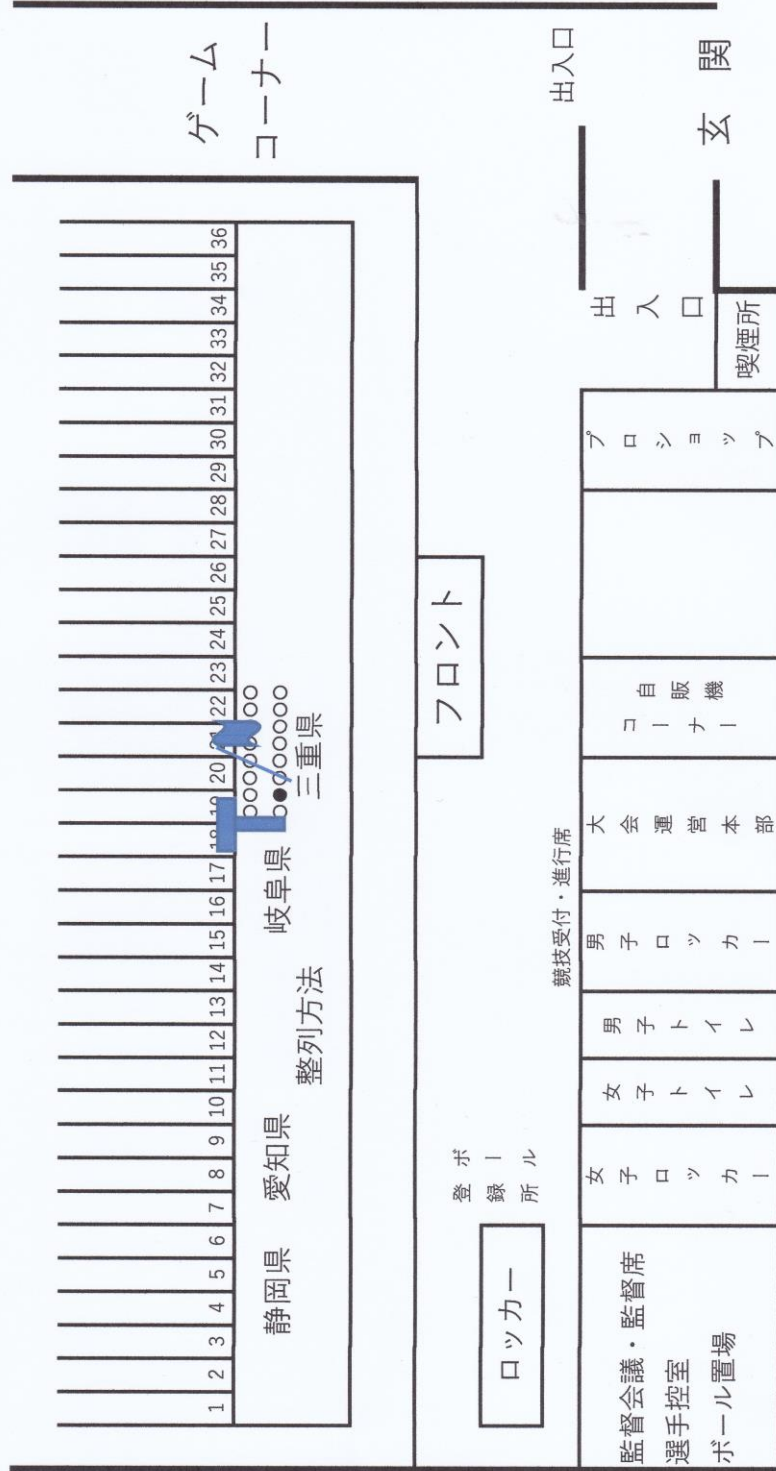 1 2 3 4 5 6 7 8 9 10 11 12 13 14 15 16 17 18 19 20 21 22 23 24 25 26 27 28 29 30 31 32 33 34 35 36
静岡県
愛知県
岐阜県
三重県
整列方法
ゲーム
コーナー
フロント
ロッカー
ボール
登録所
競技受付・進行席
出入口
玄関
監督会議・監督席
選手控室
ボール置場
女子ロッカー
女子トイレ
男子トイレ
男子ロッカー
大会運営本部
自販機
コーナー
プロショップ
出入口
喫煙所